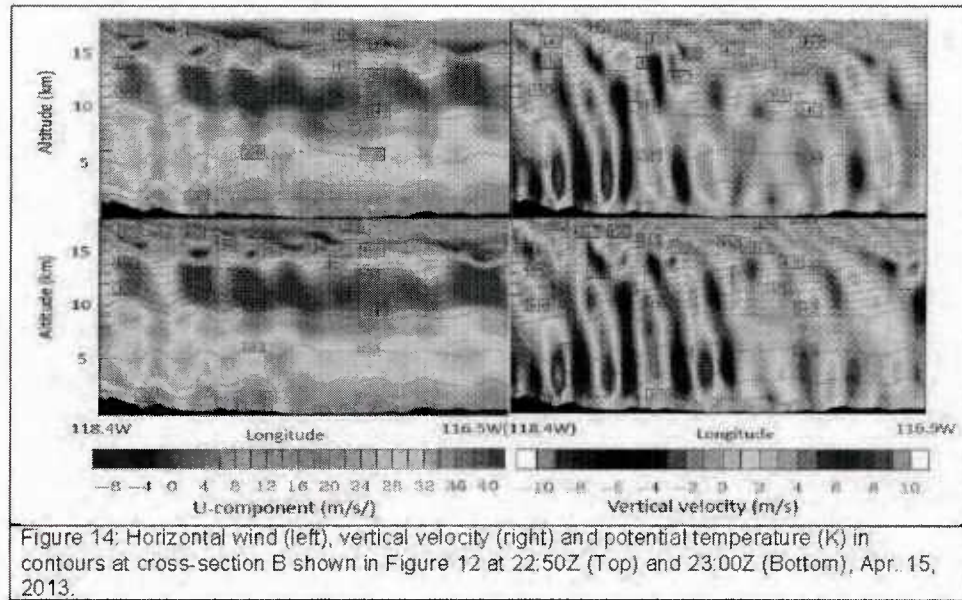 15
10
5
Altitude (km)
15
10
5
Altitude (km)
118.4W
Longitude
116.5W(118.4W)
Longitude
116.5W
−8 −4 0 4 8 12 16 20 24 28 32 36 40
−10 −8 −6 −4 −2 0 2 4 6 8 10
U-component (m/s/)
Vertical velocity (m/s)
Figure 14: Horizontal wind (left), vertical velocity (right) and potential temperature (K) in
contours at cross-section B shown in Figure 12 at 22:50Z (Top) and 23:00Z (Bottom), Apr. 15,
2013.